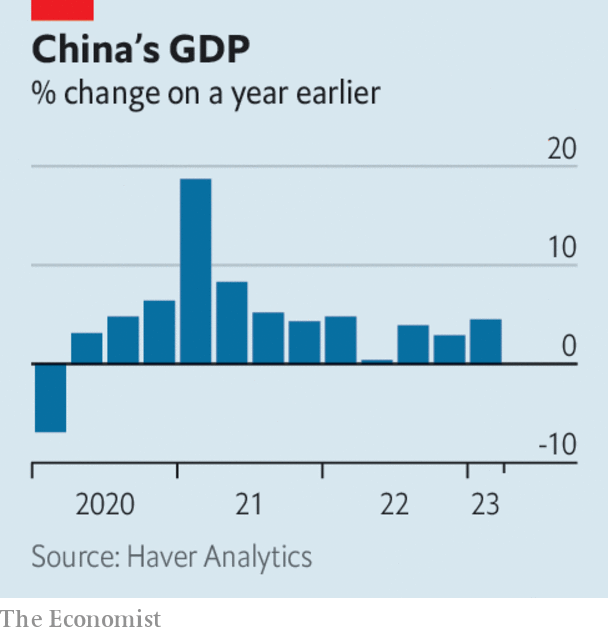 China’s GDP
% change on a year earlier
20
10
0
-10
2020 21 22 23
Source: Haver Analytics
The Economist